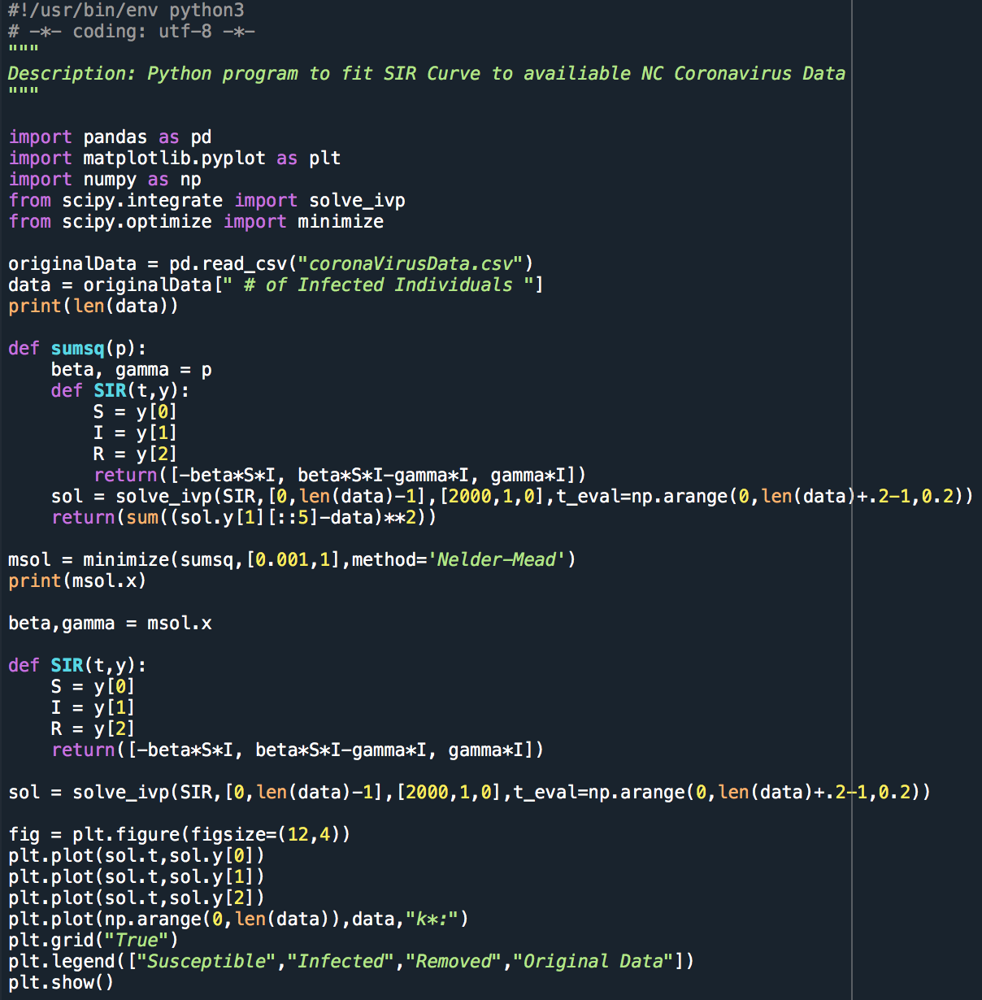 #!/usr/bin/env python3
# -*- coding: utf-8 -*-
"""
Description: Python program to fit SIR Curve to availiable NC Coronavirus Data
"""
import pandas as pd
import matplotlib.pyplot as plt
import numpy as np
from scipy.integrate import solve_ivp
from scipy.optimize import minimize
originalData = pd.read_csv("coronaVirusData.csv")
data = originalData[" # of Infected Individuals "]
print(len(data))
def sumsq(p):
    beta, gamma = p
    def SIR(t,y):
        S = y[0]
        I = y[1]
        R = y[2]
        return([-beta*S*I, beta*S*I-gamma*I, gamma*I])
    sol = solve_ivp(SIR,[0,len(data)-1],[2000,1,0],t_eval=np.arange(0,len(data)+.2-1,0.2))
    return(sum((sol.y[1][::5]-data)**2))
msol = minimize(sumsq,[0.001,1],method='Nelder-Mead')
print(msol.x)
beta,gamma = msol.x
def SIR(t,y):
    S = y[0]
    I = y[1]
    R = y[2]
    return([-beta*S*I, beta*S*I-gamma*I, gamma*I])
sol = solve_ivp(SIR,[0,len(data)-1],[2000,1,0],t_eval=np.arange(0,len(data)+.2-1,0.2))
fig = plt.figure(figsize=(12,4))
plt.plot(sol.t,sol.y[0])
plt.plot(sol.t,sol.y[1])
plt.plot(sol.t,sol.y[2])
plt.plot(np.arange(0,len(data)),data,"k*:")
plt.grid("True")
plt.legend(["Susceptible","Infected","Removed","Original Data"])
plt.show()